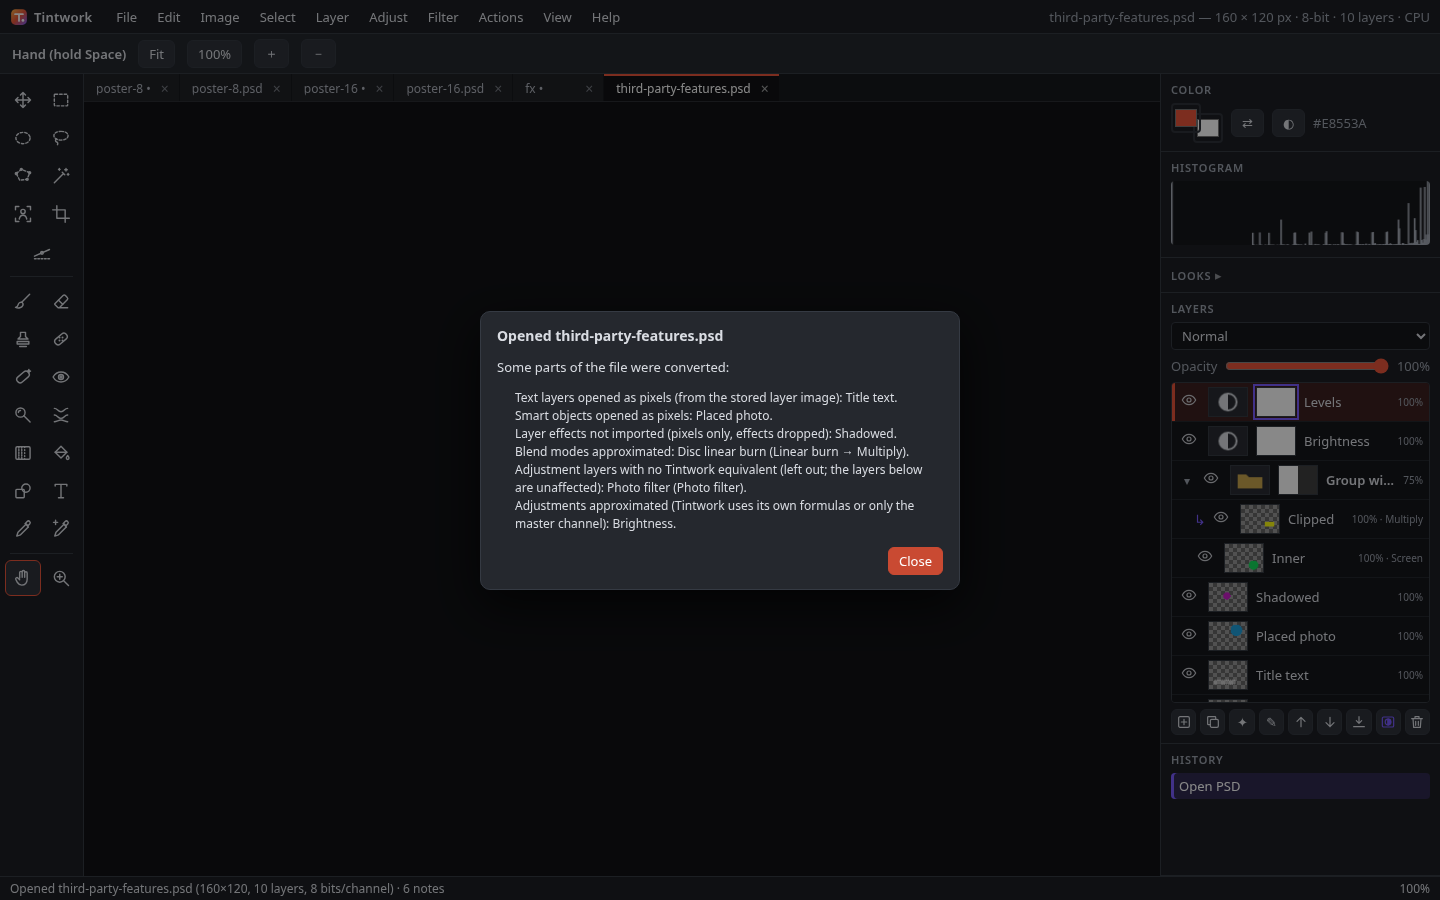 Tintwork File Edit Image Select Layer Adjust Filter Actions View Help third-party-features.psd — 160 × 120 px · 8-bit · 10 layers · CPU
Hand (hold Space) Fit 100% + −
poster-8 • × poster-8.psd × poster-16 • × poster-16.psd × fx • × third-party-features.psd ×
Opened third-party-features.psd
Some parts of the file were converted:
Text layers opened as pixels (from the stored layer image): Title text.
Smart objects opened as pixels: Placed photo.
Layer effects not imported (pixels only, effects dropped): Shadowed.
Blend modes approximated: Disc linear burn (Linear burn → Multiply).
Adjustment layers with no Tintwork equivalent (left out; the layers below
are unaffected): Photo filter (Photo filter).
Adjustments approximated (Tintwork uses its own formulas or only the
master channel): Brightness.
Close
COLOR
#E8553A
HISTOGRAM
LOOKS ▸
LAYERS
Normal
Opacity 100%
Levels 100%
Brightness 100%
▾ Group wi... 75%
↳ Clipped 100% · Multiply
Inner 100% · Screen
Shadowed 100%
Placed photo 100%
Title text 100%
HISTORY
Open PSD
Opened third-party-features.psd (160×120, 10 layers, 8 bits/channel) · 6 notes 100%